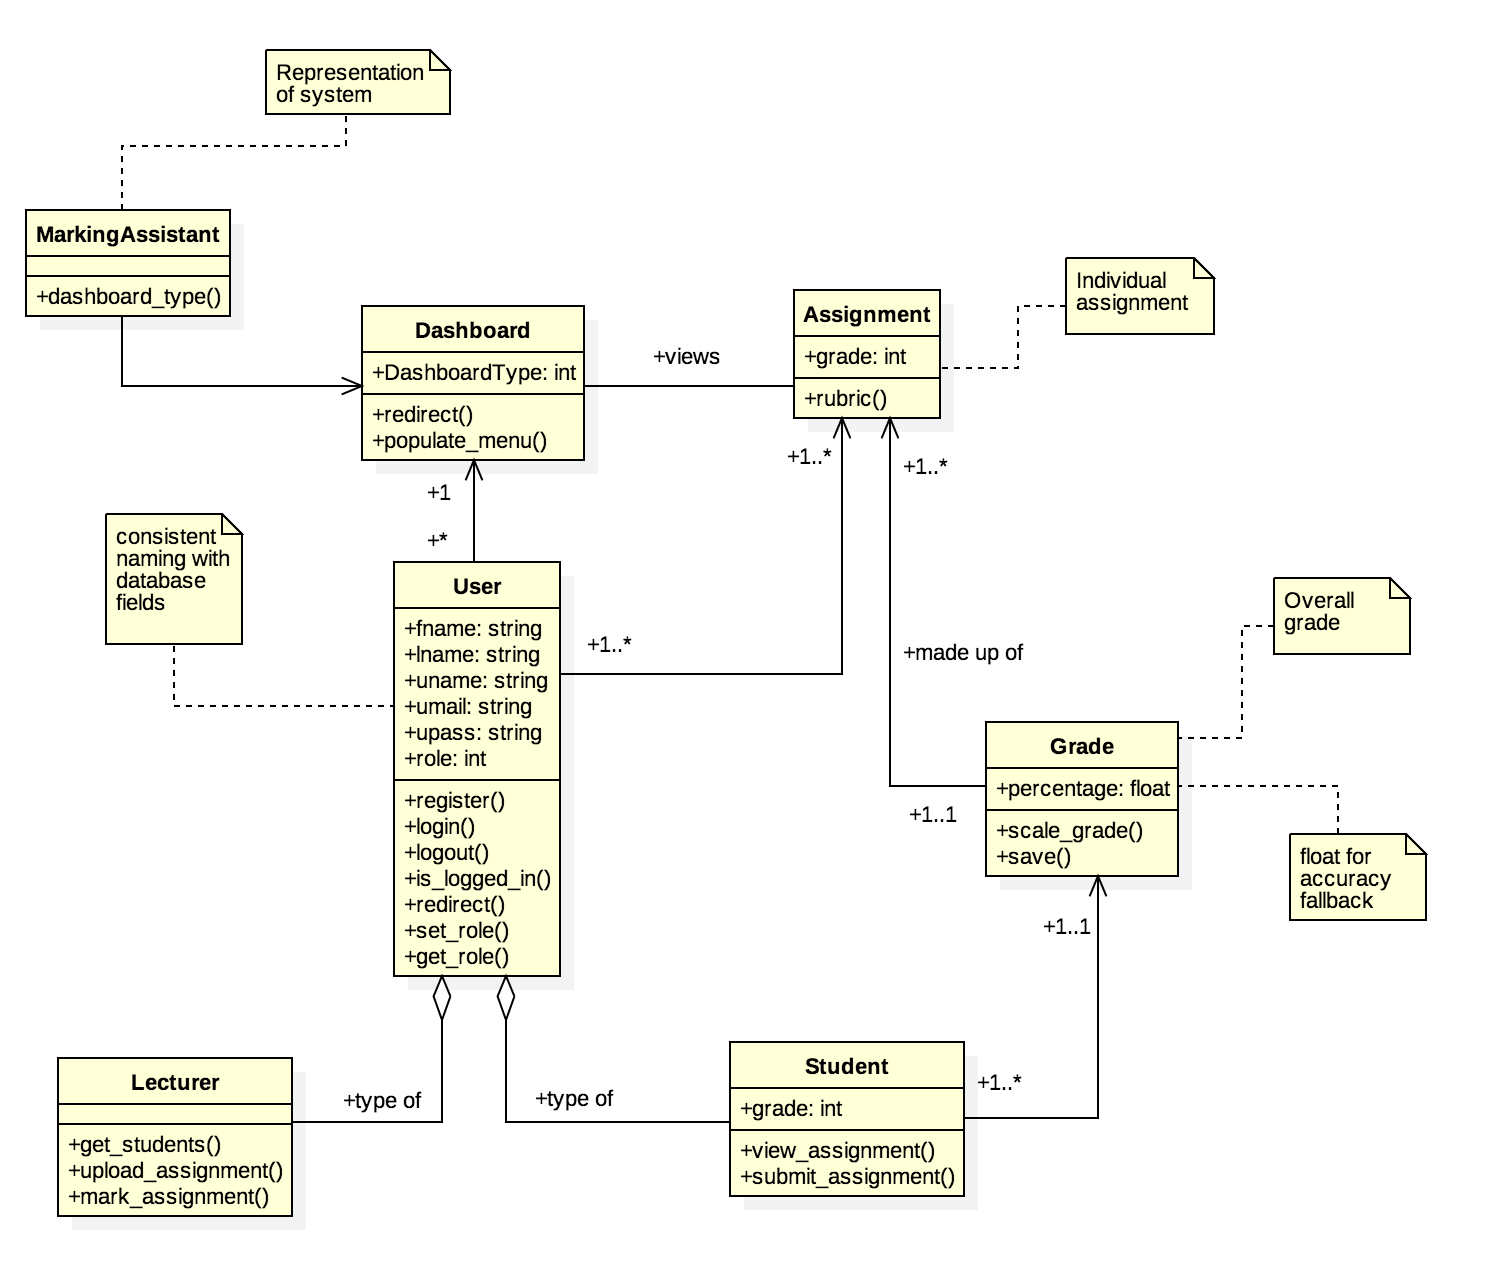 Representation
of system
MarkingAssistant
+dashboard_type()
Dashboard
+DashboardType: int
+redirect()
+populate_menu()
+views
Assignment
+grade: int
+rubric()
Individual
assignment
+1..*
+1..*
+1
+*
consistent
naming with
database
fields
User
+fname: string
+lname: string
+uname: string
+umail: string
+upass: string
+role: int
+register()
+login()
+logout()
+is_logged_in()
+redirect()
+set_role()
+get_role()
+1..*
+made up of
Overall
grade
Grade
+percentage: float
+scale_grade()
+save()
+1..1
float for
accuracy
fallback
+1..1
Lecturer
+get_students()
+upload_assignment()
+mark_assignment()
+type of
+type of
Student
+grade: int
+view_assignment()
+submit_assignment()
+1..*